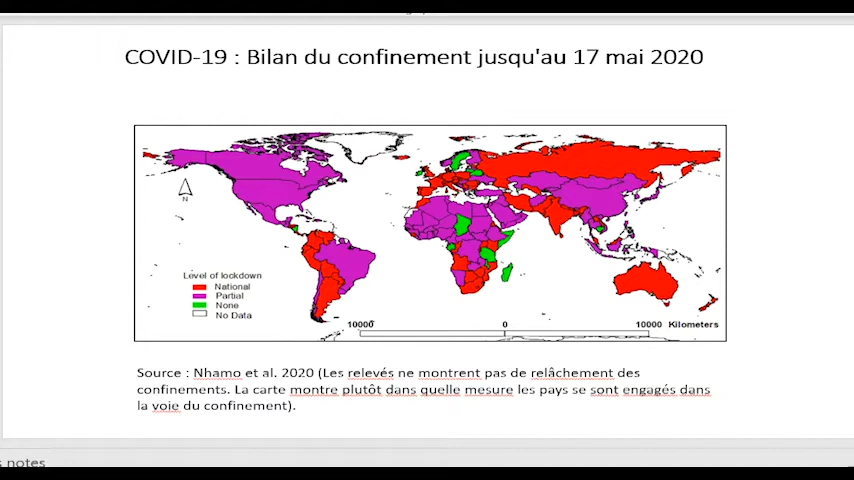 COVID-19 : Bilan du confinement jusqu'au 17 mai 2020
N
Level of lockdown
National
Partial
None
No Data
10000 0 10000 Kilometers
Source : Nhamo et al. 2020 (Les relevés ne montrent pas de relâchement des
confinements. La carte montre plutôt dans quelle mesure les pays se sont engagés dans
la voie du confinement).
notes